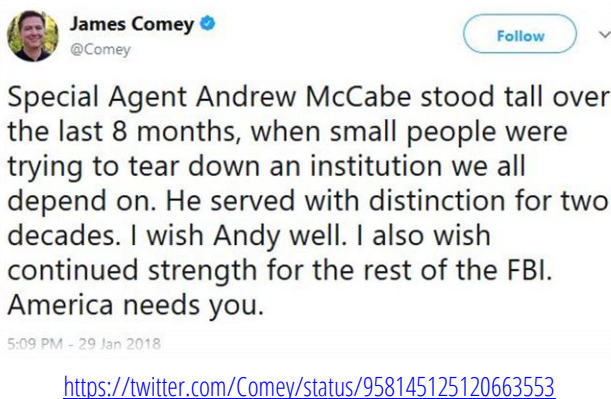 James Comey
@Comey
Follow
Special Agent Andrew McCabe stood tall over
the last 8 months, when small people were
trying to tear down an institution we all
depend on. He served with distinction for two
decades. I wish Andy well. I also wish
continued strength for the rest of the FBI.
America needs you.
5:09 PM - 29 Jan 2018
https://twitter.com/Comey/status/958145125120663553